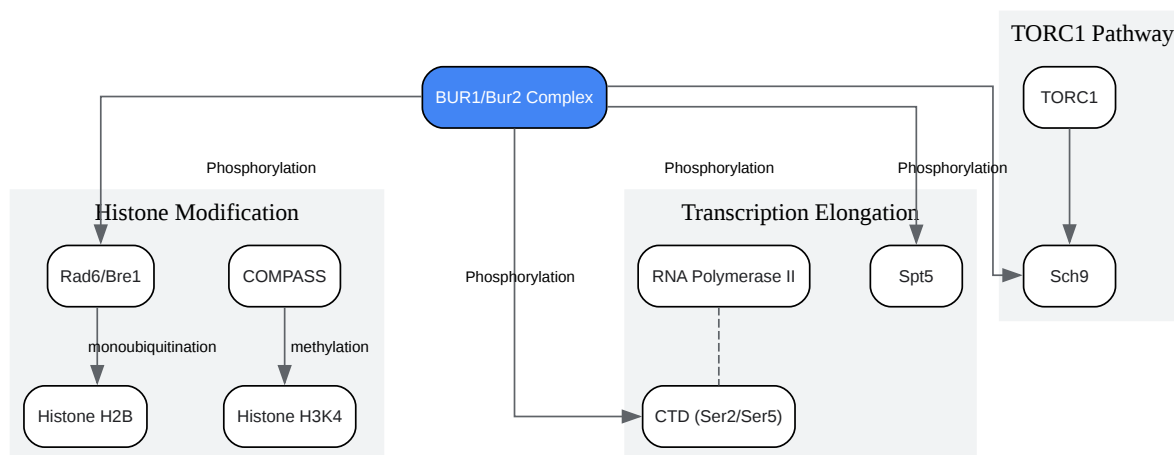 TORC1 Pathway
BUR1/Bur2 Complex
TORC1
Phosphorylation
Phosphorylation
Phosphorylation
Histone Modification
Transcription Elongation
Rad6/Bre1
COMPASS
Phosphorylation
RNA Polymerase II
Spt5
Sch9
monoubiquitination
methylation
Histone H2B
Histone H3K4
CTD (Ser2/Ser5)